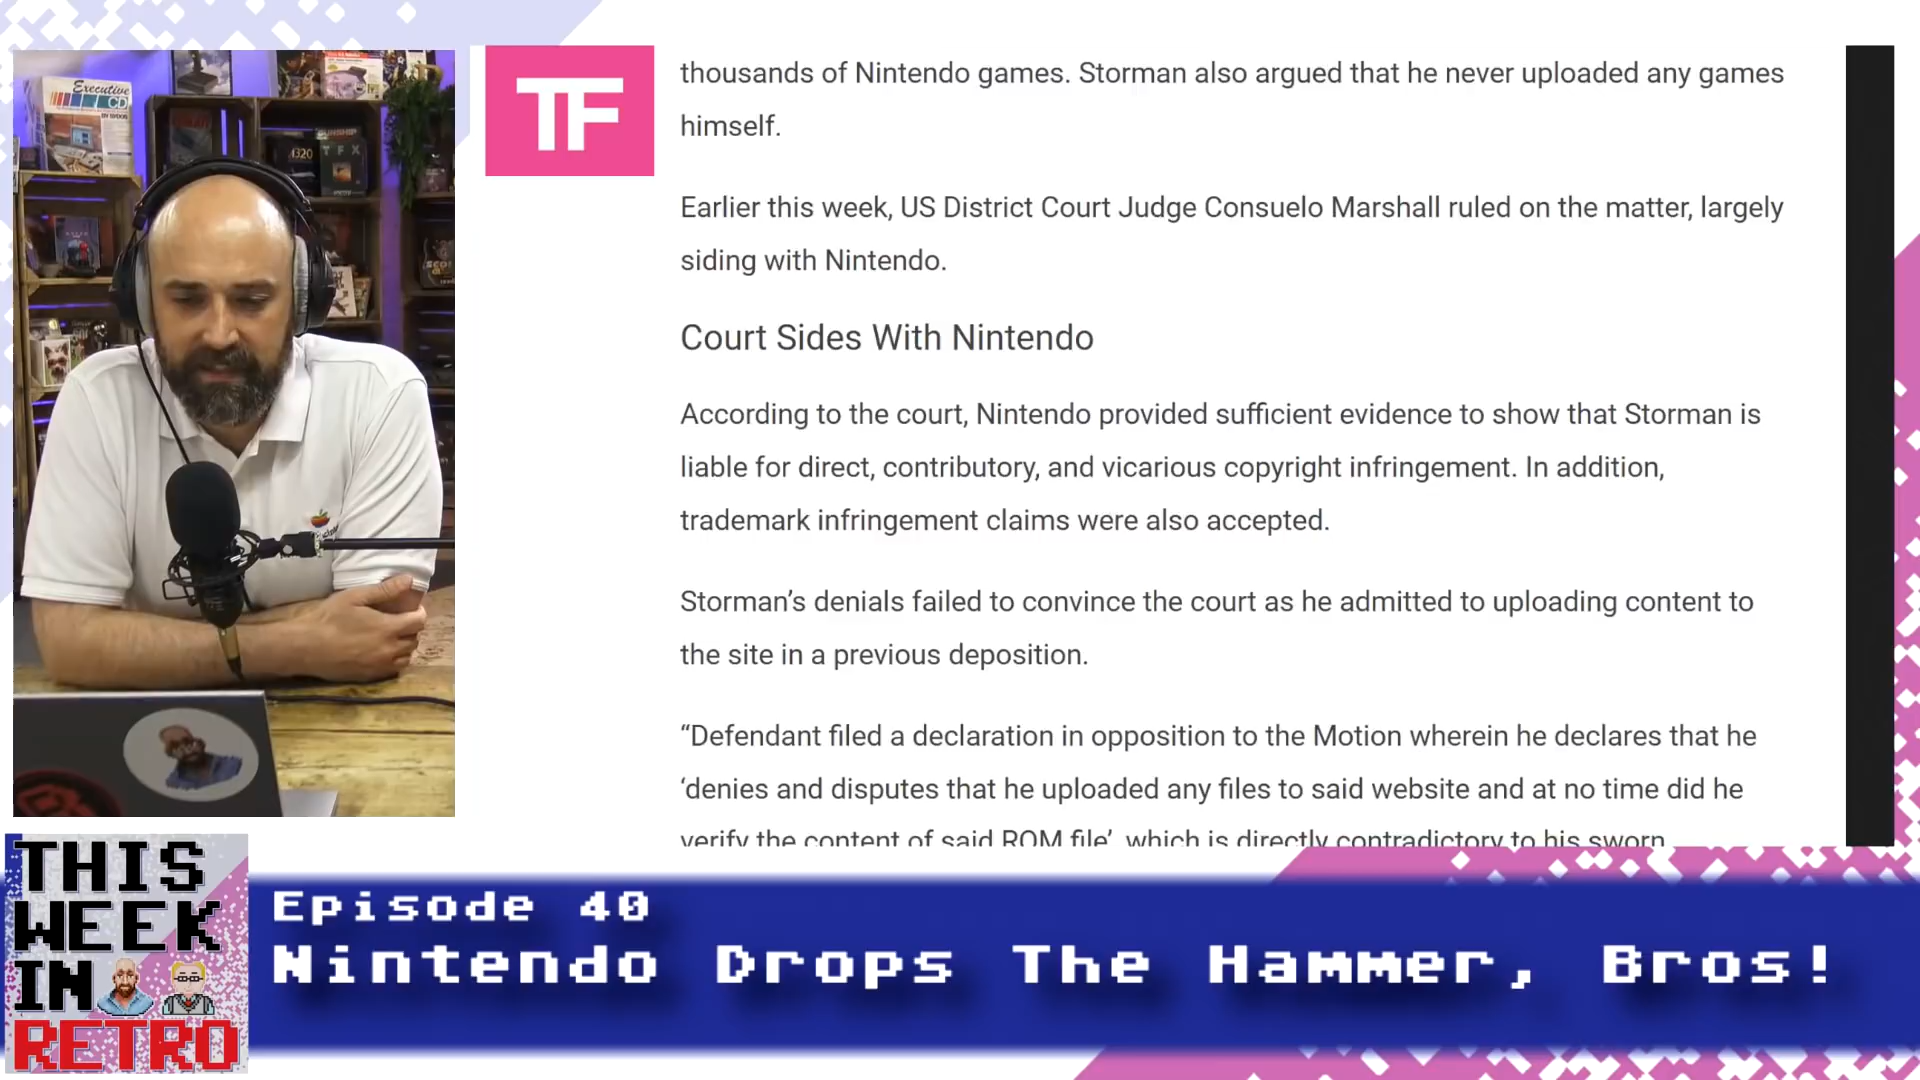 Executive
CD
GUNSHIP
1320
TFX
TF
thousands of Nintendo games. Storman also argued that he never uploaded any games
himself.
Earlier this week, US District Court Judge Consuelo Marshall ruled on the matter, largely
siding with Nintendo.
Court Sides With Nintendo
According to the court, Nintendo provided sufficient evidence to show that Storman is
liable for direct, contributory, and vicarious copyright infringement. In addition,
trademark infringement claims were also accepted.
Storman’s denials failed to convince the court as he admitted to uploading content to
the site in a previous deposition.
“Defendant filed a declaration in opposition to the Motion wherein he declares that he
‘denies and disputes that he uploaded any files to said website and at no time did he
verify the content of said ROM file’, which is directly contradictory to his sworn
THIS
WEEK
IN
RETRO
Episode 40
Nintendo Drops The Hammer, Bros!